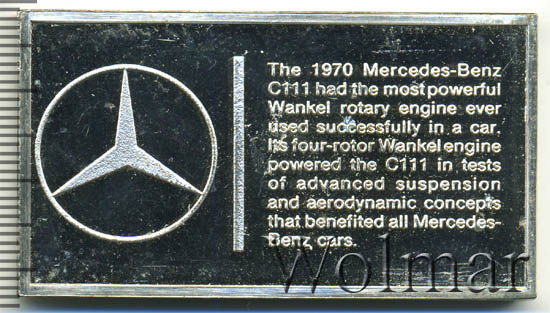 The 1970 Mercedes-Benz
C111 had the most powerful
Wankel rotary engine ever
used successfully in a car.
Its four-rotor Wankel engine
powered the C111 in tests
of advanced suspension
and aerodynamic concepts
that benefited all Mercedes-
Benz cars.
Wolmar